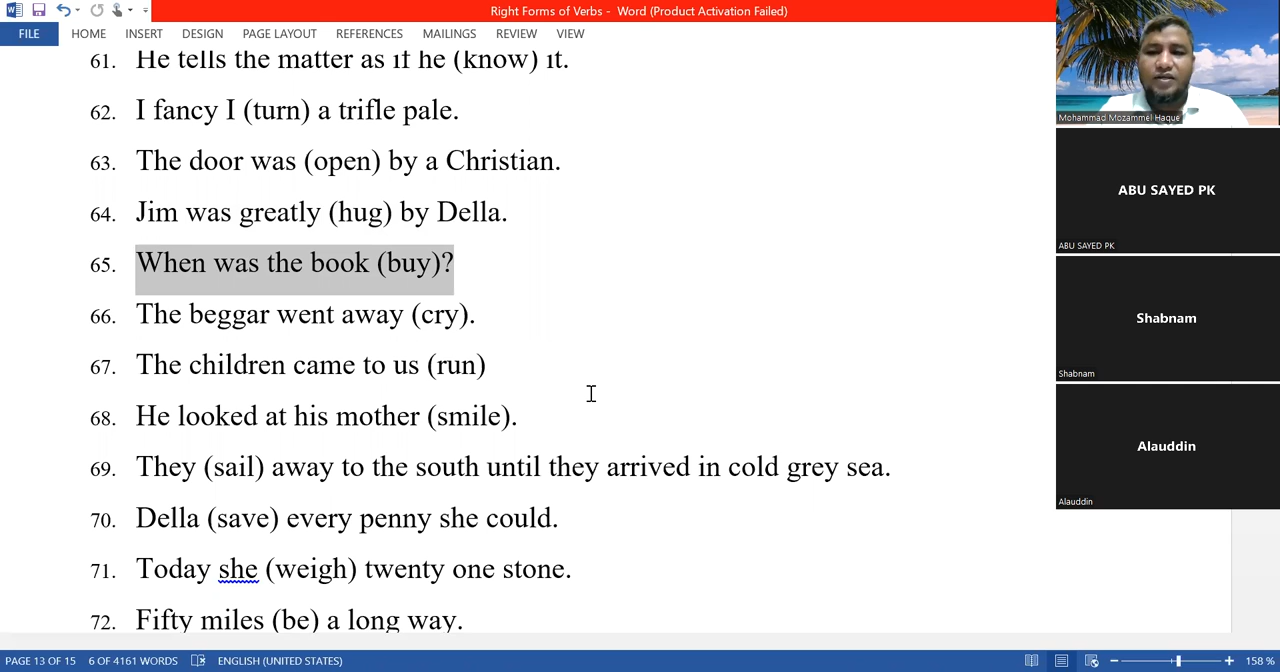 Right Forms of Verbs - Word (Product Activation Failed)
FILE HOME INSERT DESIGN PAGE LAYOUT REFERENCES MAILINGS REVIEW VIEW
61. He tells the matter as if he (know) it.
62. I fancy I (turn) a trifle pale.
63. The door was (open) by a Christian.
64. Jim was greatly (hug) by Della.
65. When was the book (buy)?
66. The beggar went away (cry).
67. The children came to us (run)
68. He looked at his mother (smile).
69. They (sail) away to the south until they arrived in cold grey sea.
70. Della (save) every penny she could.
71. Today she (weigh) twenty one stone.
72. Fifty miles (be) a long way.
Mohammad Mozammel Haque
ABU SAYED PK
ABU SAYED PK
Shabnam
Shabnam
Alauddin
Alauddin
PAGE 13 OF 15 6 OF 4161 WORDS ENGLISH (UNITED STATES) 158 %